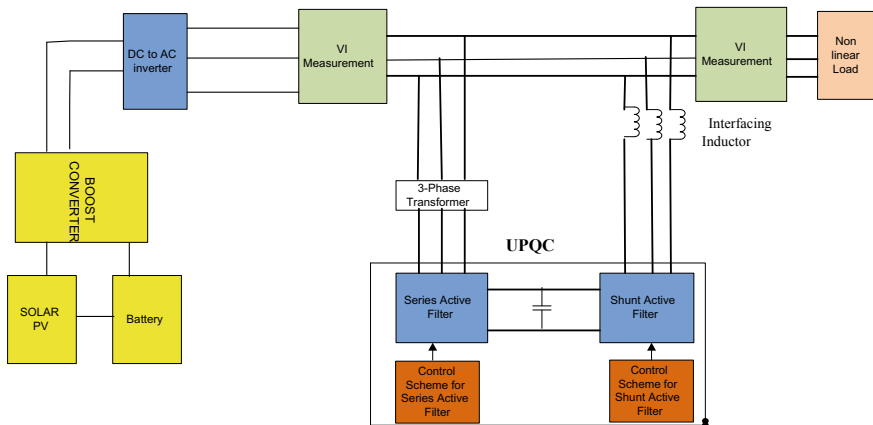 DC to AC
inverter
VI
Measurement
VI
Measurement
Non
linear
Load
Interfacing
Inductor
BOOST
CONVERTER
3-Phase
Transformer
UPQC
SOLAR
PV
Battery
Series Active
Filter
Shunt Active
Filter
Control
Scheme for
Series Active
Filter
Control
Scheme for
Shunt Active
Filter